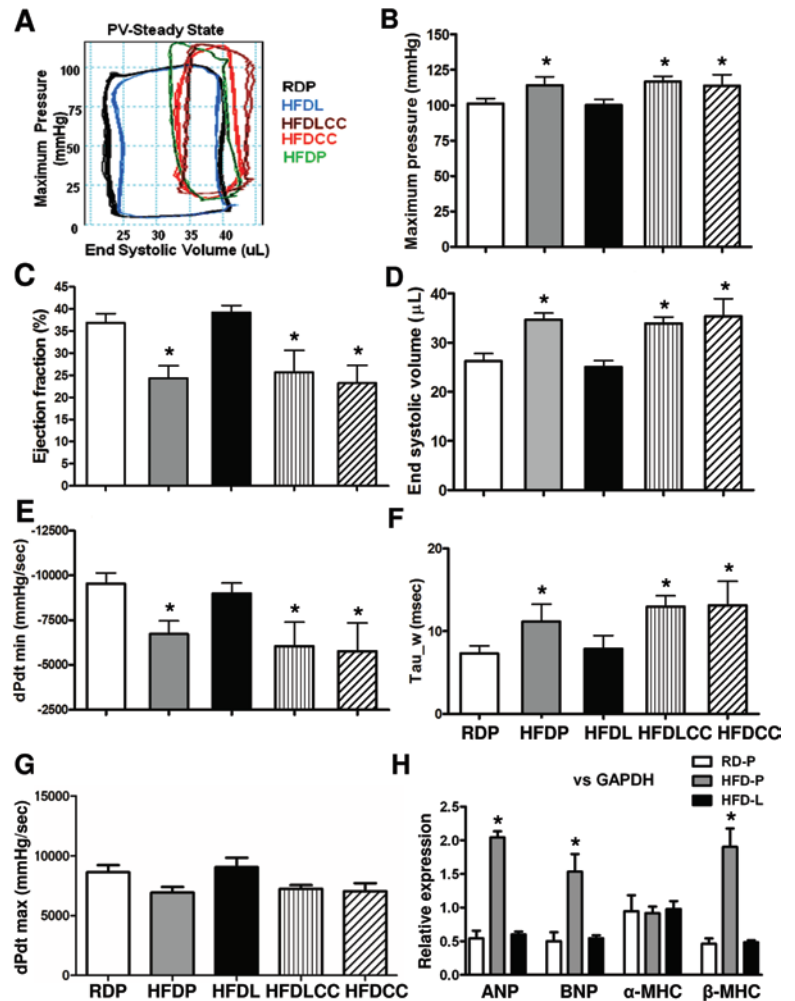 A
PV-Steady State
Maximum Pressure
(mmHg)
100
75
50
25
0
25
30
35
40
End Systolic Volume (uL)
RDP
HFDL
HFDLCC
HFDCC
HFDP
B
Maximum pressure (mmHg)
150
125
100
75
50
25
0
* * *
C
Ejection fraction (%)
45
40
35
30
25
20
15
10
5
0
* * *
D
End systolic volume (μL)
40
30
20
10
0
* * *
E
dPdt min (mmHg/sec)
-12500
-10000
-7500
-5000
-2500
* * *
F
Tau_w (msec)
20
10
0
* * *
RDP HFDP HFDL HFDLCC HFDCC
G
dPdt max (mmHg/sec)
15000
10000
5000
0
RDP HFDP HFDL HFDLCC HFDCC
H
vs GAPDH
RD-P
HFD-P
HFD-L
Relative expression
2.5
2.0
1.5
1.0
0.5
0.0
* * *
ANP BNP α-MHC β-MHC